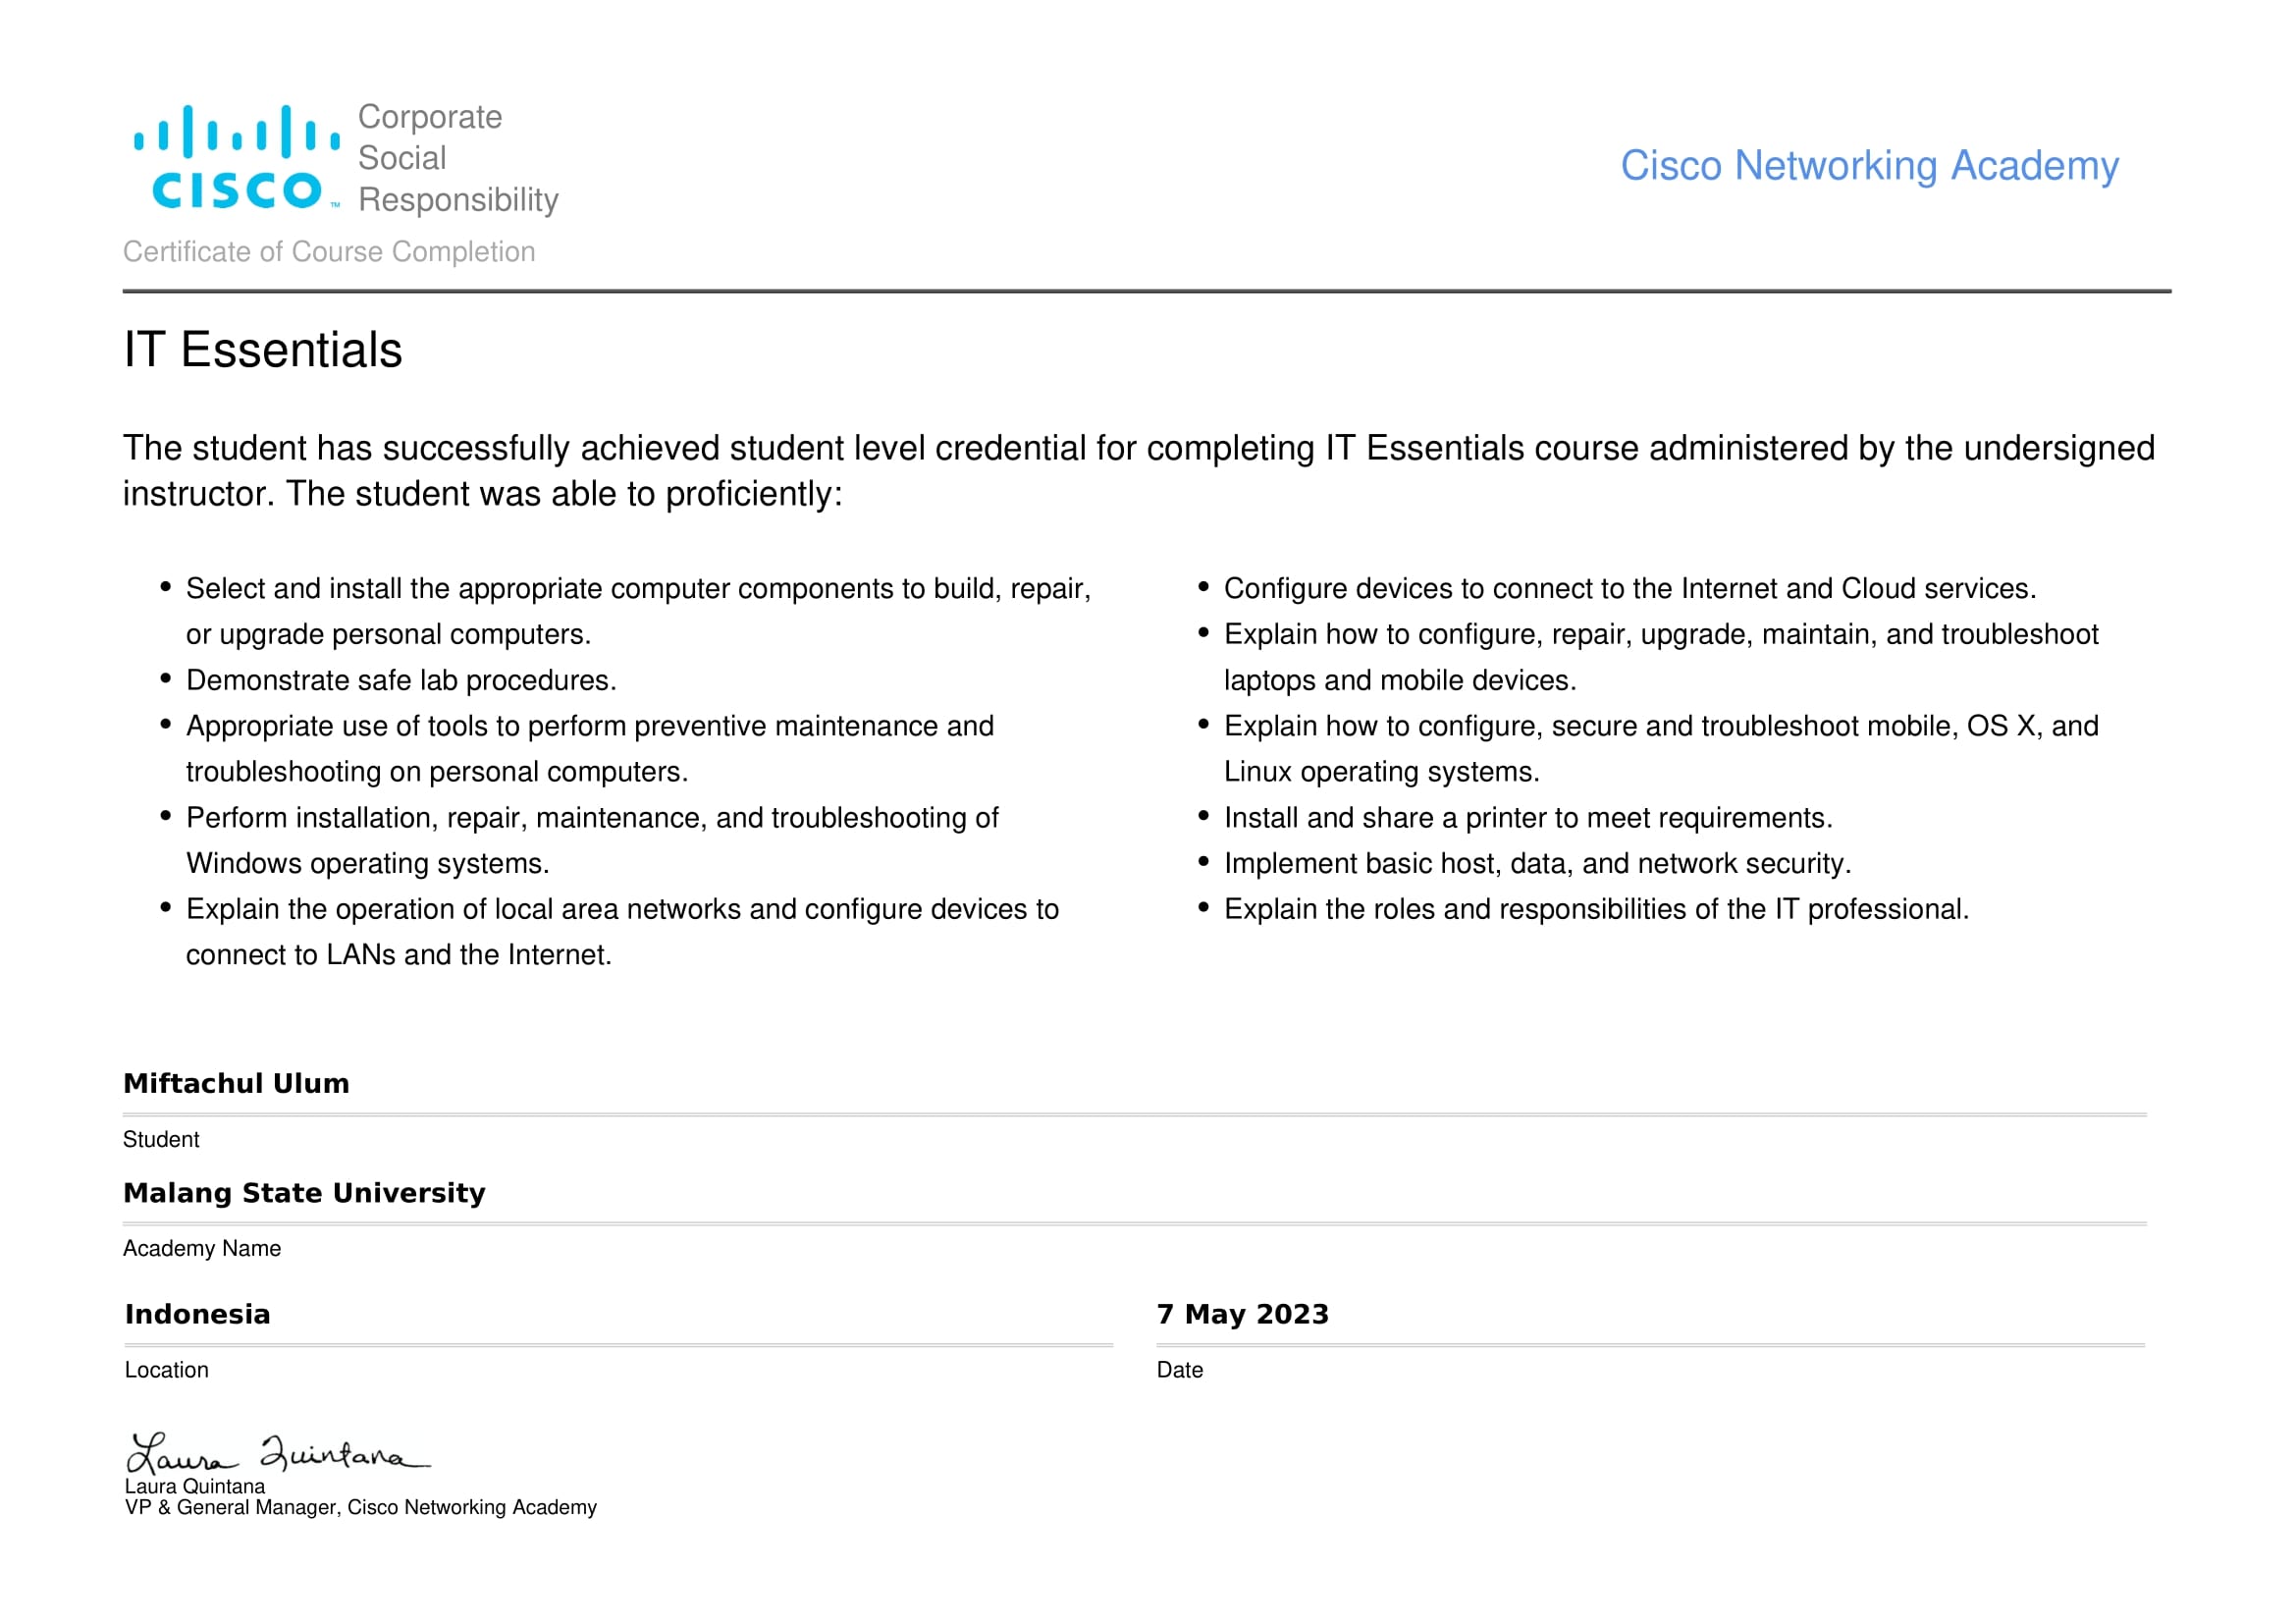 Corporate
Social
Responsibility
CISCO™
Cisco Networking Academy
Certificate of Course Completion
IT Essentials
The student has successfully achieved student level credential for completing IT Essentials course administered by the undersigned
instructor. The student was able to proficiently:
• Select and install the appropriate computer components to build, repair,
or upgrade personal computers.
• Demonstrate safe lab procedures.
• Appropriate use of tools to perform preventive maintenance and
troubleshooting on personal computers.
• Perform installation, repair, maintenance, and troubleshooting of
Windows operating systems.
• Explain the operation of local area networks and configure devices to
connect to LANs and the Internet.
• Configure devices to connect to the Internet and Cloud services.
• Explain how to configure, repair, upgrade, maintain, and troubleshoot
laptops and mobile devices.
• Explain how to configure, secure and troubleshoot mobile, OS X, and
Linux operating systems.
• Install and share a printer to meet requirements.
• Implement basic host, data, and network security.
• Explain the roles and responsibilities of the IT professional.
Miftachul Ulum
Student
Malang State University
Academy Name
Indonesia
Location
7 May 2023
Date
Laura Quintana
Laura Quintana
VP & General Manager, Cisco Networking Academy